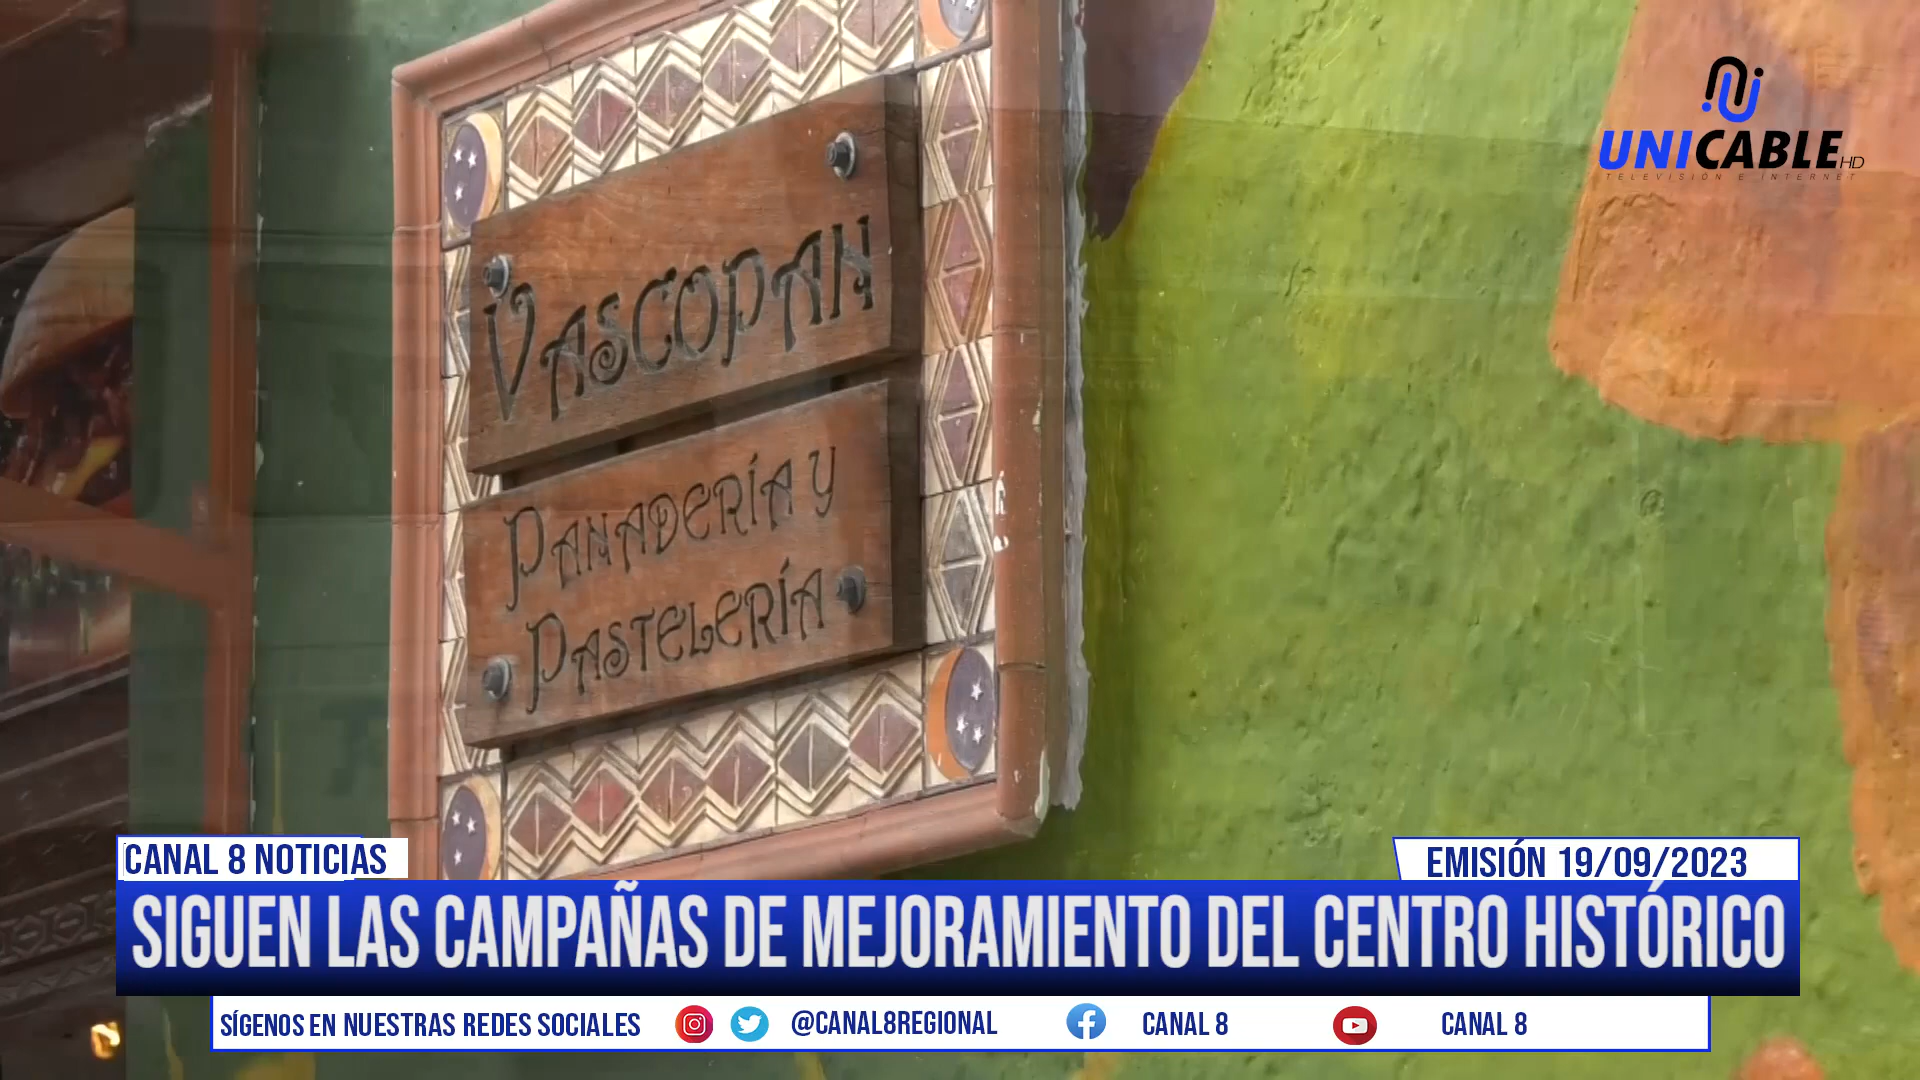 UNICABLE HD
TELEVISIÓN E INTERNET
VASCOPAN
PANADERÍA Y
PASTELERÍA
CANAL 8 NOTICIAS
EMISIÓN 19/09/2023
SIGUEN LAS CAMPAÑAS DE MEJORAMIENTO DEL CENTRO HISTÓRICO
SÍGENOS EN NUESTRAS REDES SOCIALES @CANAL8REGIONAL CANAL 8 CANAL 8